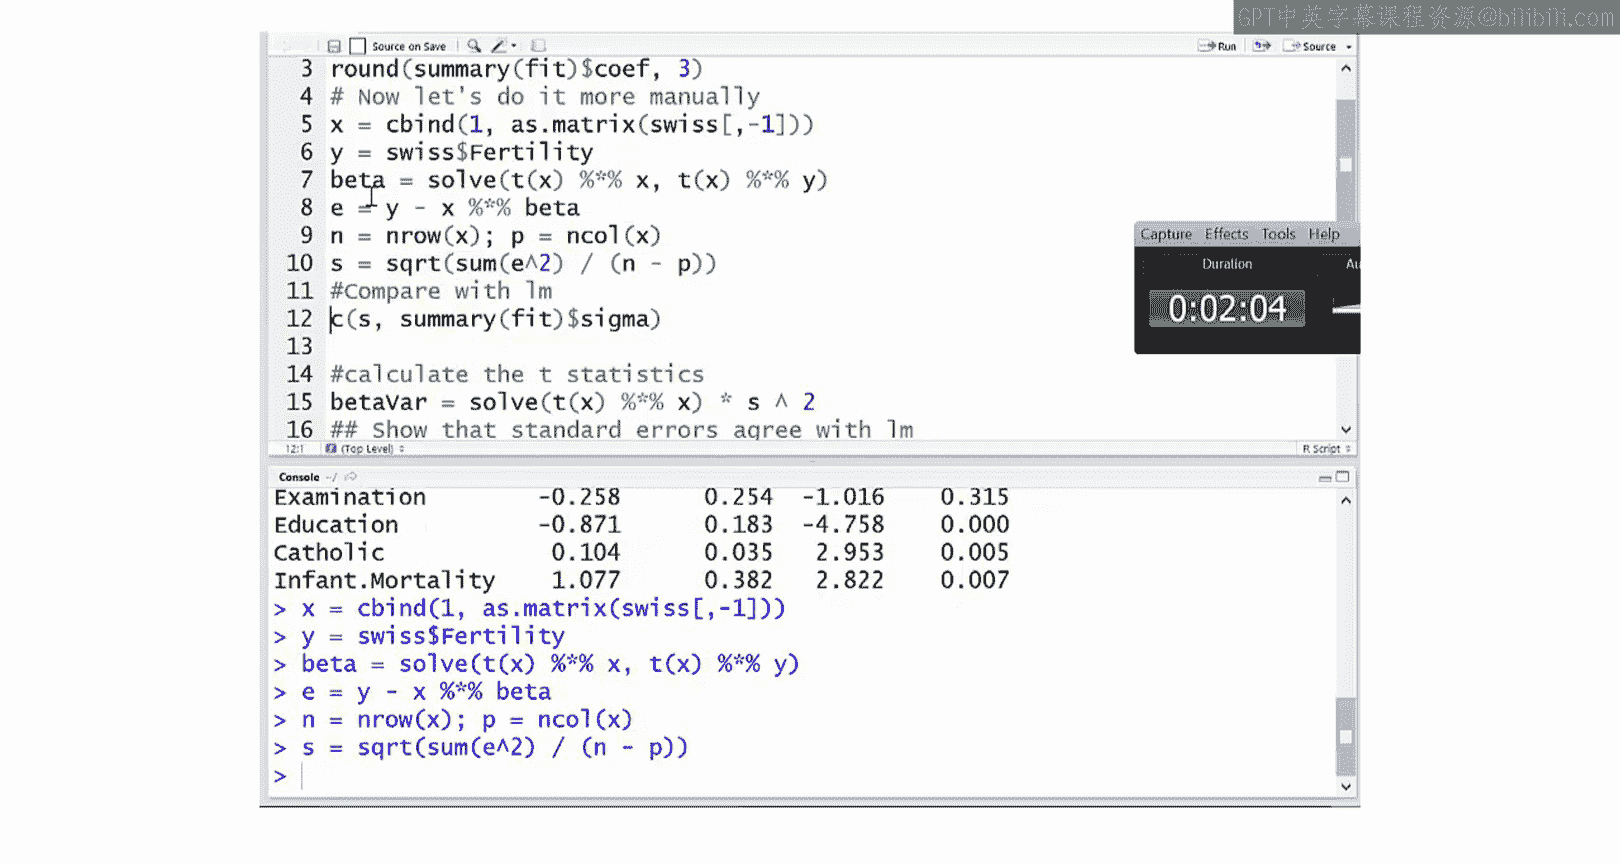 GPT中英字幕课程资源@bilibili.com
Source on Save
Run
Source
3 round(summary(fit)$coef, 3)
4 # Now let's do it more manually
5 x = cbind(1, as.matrix(swiss[,-1]))
6 y = swiss$Fertility
7 beta = solve(t(x) %*% x, t(x) %*% y)
8 e = y - x %*% beta
9 n = nrow(x); p = ncol(x)
10 s = sqrt(sum(e^2) / (n - p))
11 #Compare with lm
12 c(s, summary(fit)$sigma)
13
14 #calculate the t statistics
15 betaVar = solve(t(x) %*% x) * s ^ 2
16 ## Show that standard errors agree with lm
12:1 (Top Level) R Script
Capture Effects Tools Help
Duration Au
0:02:04
Console ~/
Examination -0.258 0.254 -1.016 0.315
Education -0.871 0.183 -4.758 0.000
Catholic 0.104 0.035 2.953 0.005
Infant.Mortality 1.077 0.382 2.822 0.007
> x = cbind(1, as.matrix(swiss[,-1]))
> y = swiss$Fertility
> beta = solve(t(x) %*% x, t(x) %*% y)
> e = y - x %*% beta
> n = nrow(x); p = ncol(x)
> s = sqrt(sum(e^2) / (n - p))
>